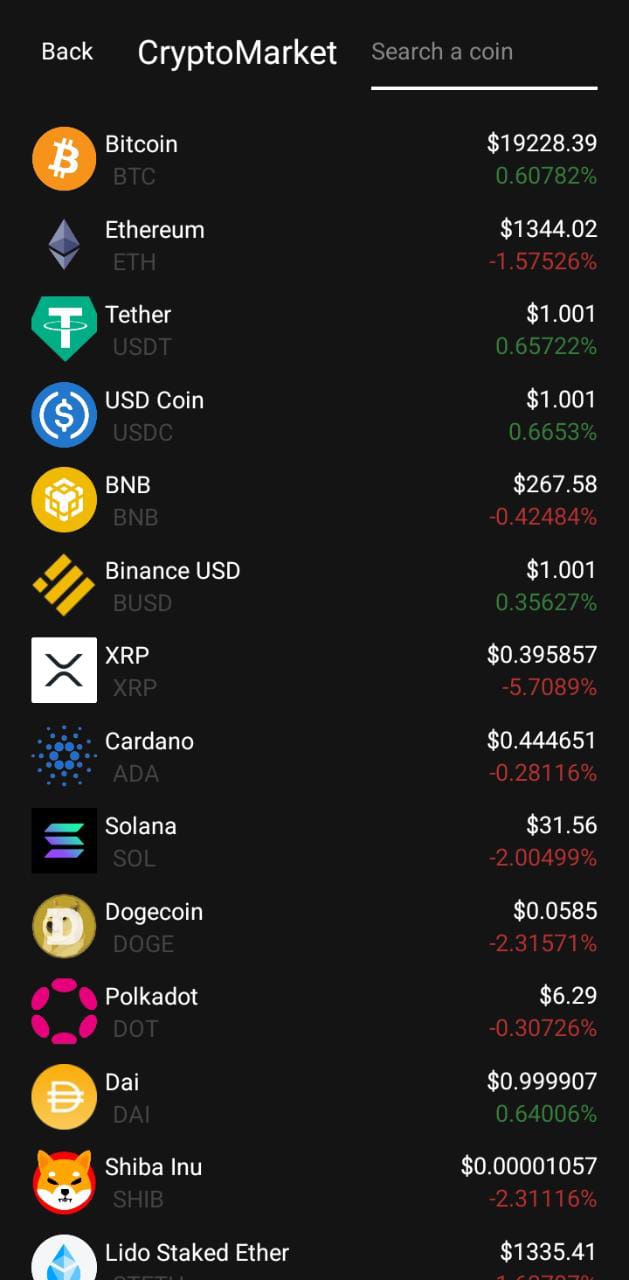 Back CryptoMarket Search a coin
Bitcoin $19228.39
BTC 0.60782%
Ethereum $1344.02
ETH -1.57526%
Tether $1.001
USDT 0.65722%
USD Coin $1.001
USDC 0.6653%
BNB $267.58
BNB -0.42484%
Binance USD $1.001
BUSD 0.35627%
XRP $0.395857
XRP -5.7089%
Cardano $0.444651
ADA -0.28116%
Solana $31.56
SOL -2.00499%
Dogecoin $0.0585
DOGE -2.31571%
Polkadot $6.29
DOT -0.30726%
Dai $0.999907
DAI 0.64006%
Shiba Inu $0.00001057
SHIB -2.31116%
Lido Staked Ether $1335.41